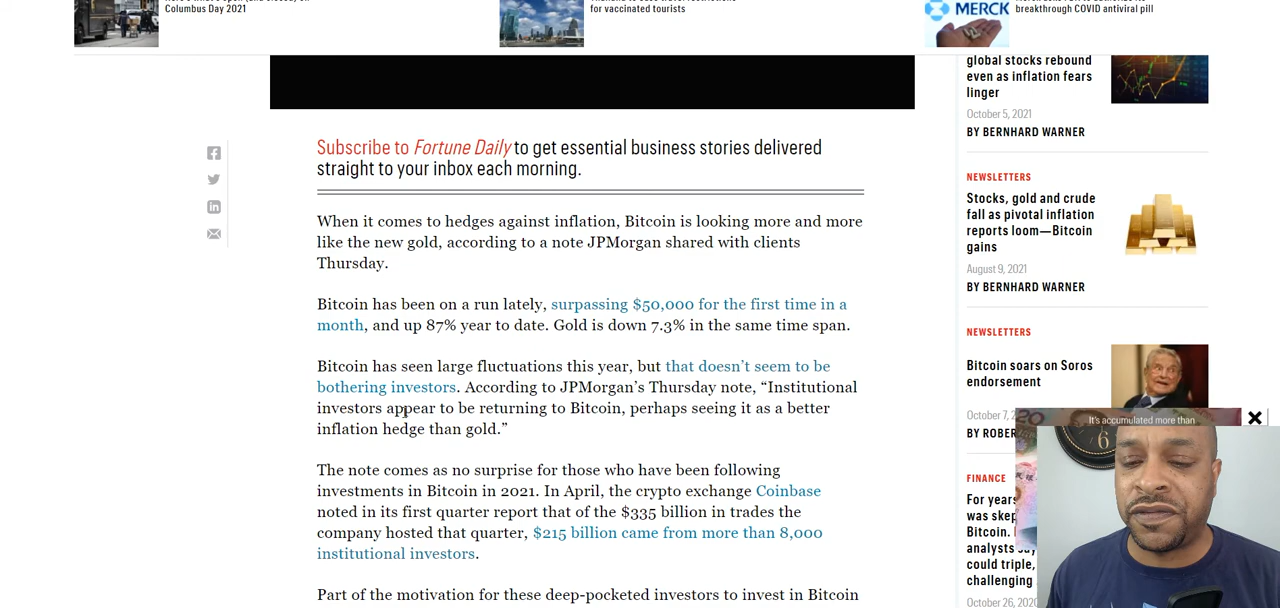 Columbus Day 2021
for vaccinated tourists
MERCK
breakthrough COVID antiviral pill
global stocks rebound
even as inflation fears
linger
October 5, 2021
BY BERNHARD WARNER
Subscribe to Fortune Daily to get essential business stories delivered
straight to your inbox each morning.
When it comes to hedges against inflation, Bitcoin is looking more and more
like the new gold, according to a note JPMorgan shared with clients
Thursday.
Bitcoin has been on a run lately, surpassing $50,000 for the first time in a
month, and up 87% year to date. Gold is down 7.3% in the same time span.
Bitcoin has seen large fluctuations this year, but that doesn’t seem to be
bothering investors. According to JPMorgan’s Thursday note, “Institutional
investors appear to be returning to Bitcoin, perhaps seeing it as a better
inflation hedge than gold.”
The note comes as no surprise for those who have been following
investments in Bitcoin in 2021. In April, the crypto exchange Coinbase
noted in its first quarter report that of the $335 billion in trades the
company hosted that quarter, $215 billion came from more than 8,000
institutional investors.
Part of the motivation for these deep-pocketed investors to invest in Bitcoin
NEWSLETTERS
Stocks, gold and crude
fall as pivotal inflation
reports loom—Bitcoin
gains
August 9, 2021
BY BERNHARD WARNER
NEWSLETTERS
Bitcoin soars on Soros
endorsement
October 7, 2
BY ROBER
It's accumulated more than
20
6
FINANCE
For years
was skep
Bitcoin.
analysts say
could triple,
challenging
October 26, 2020